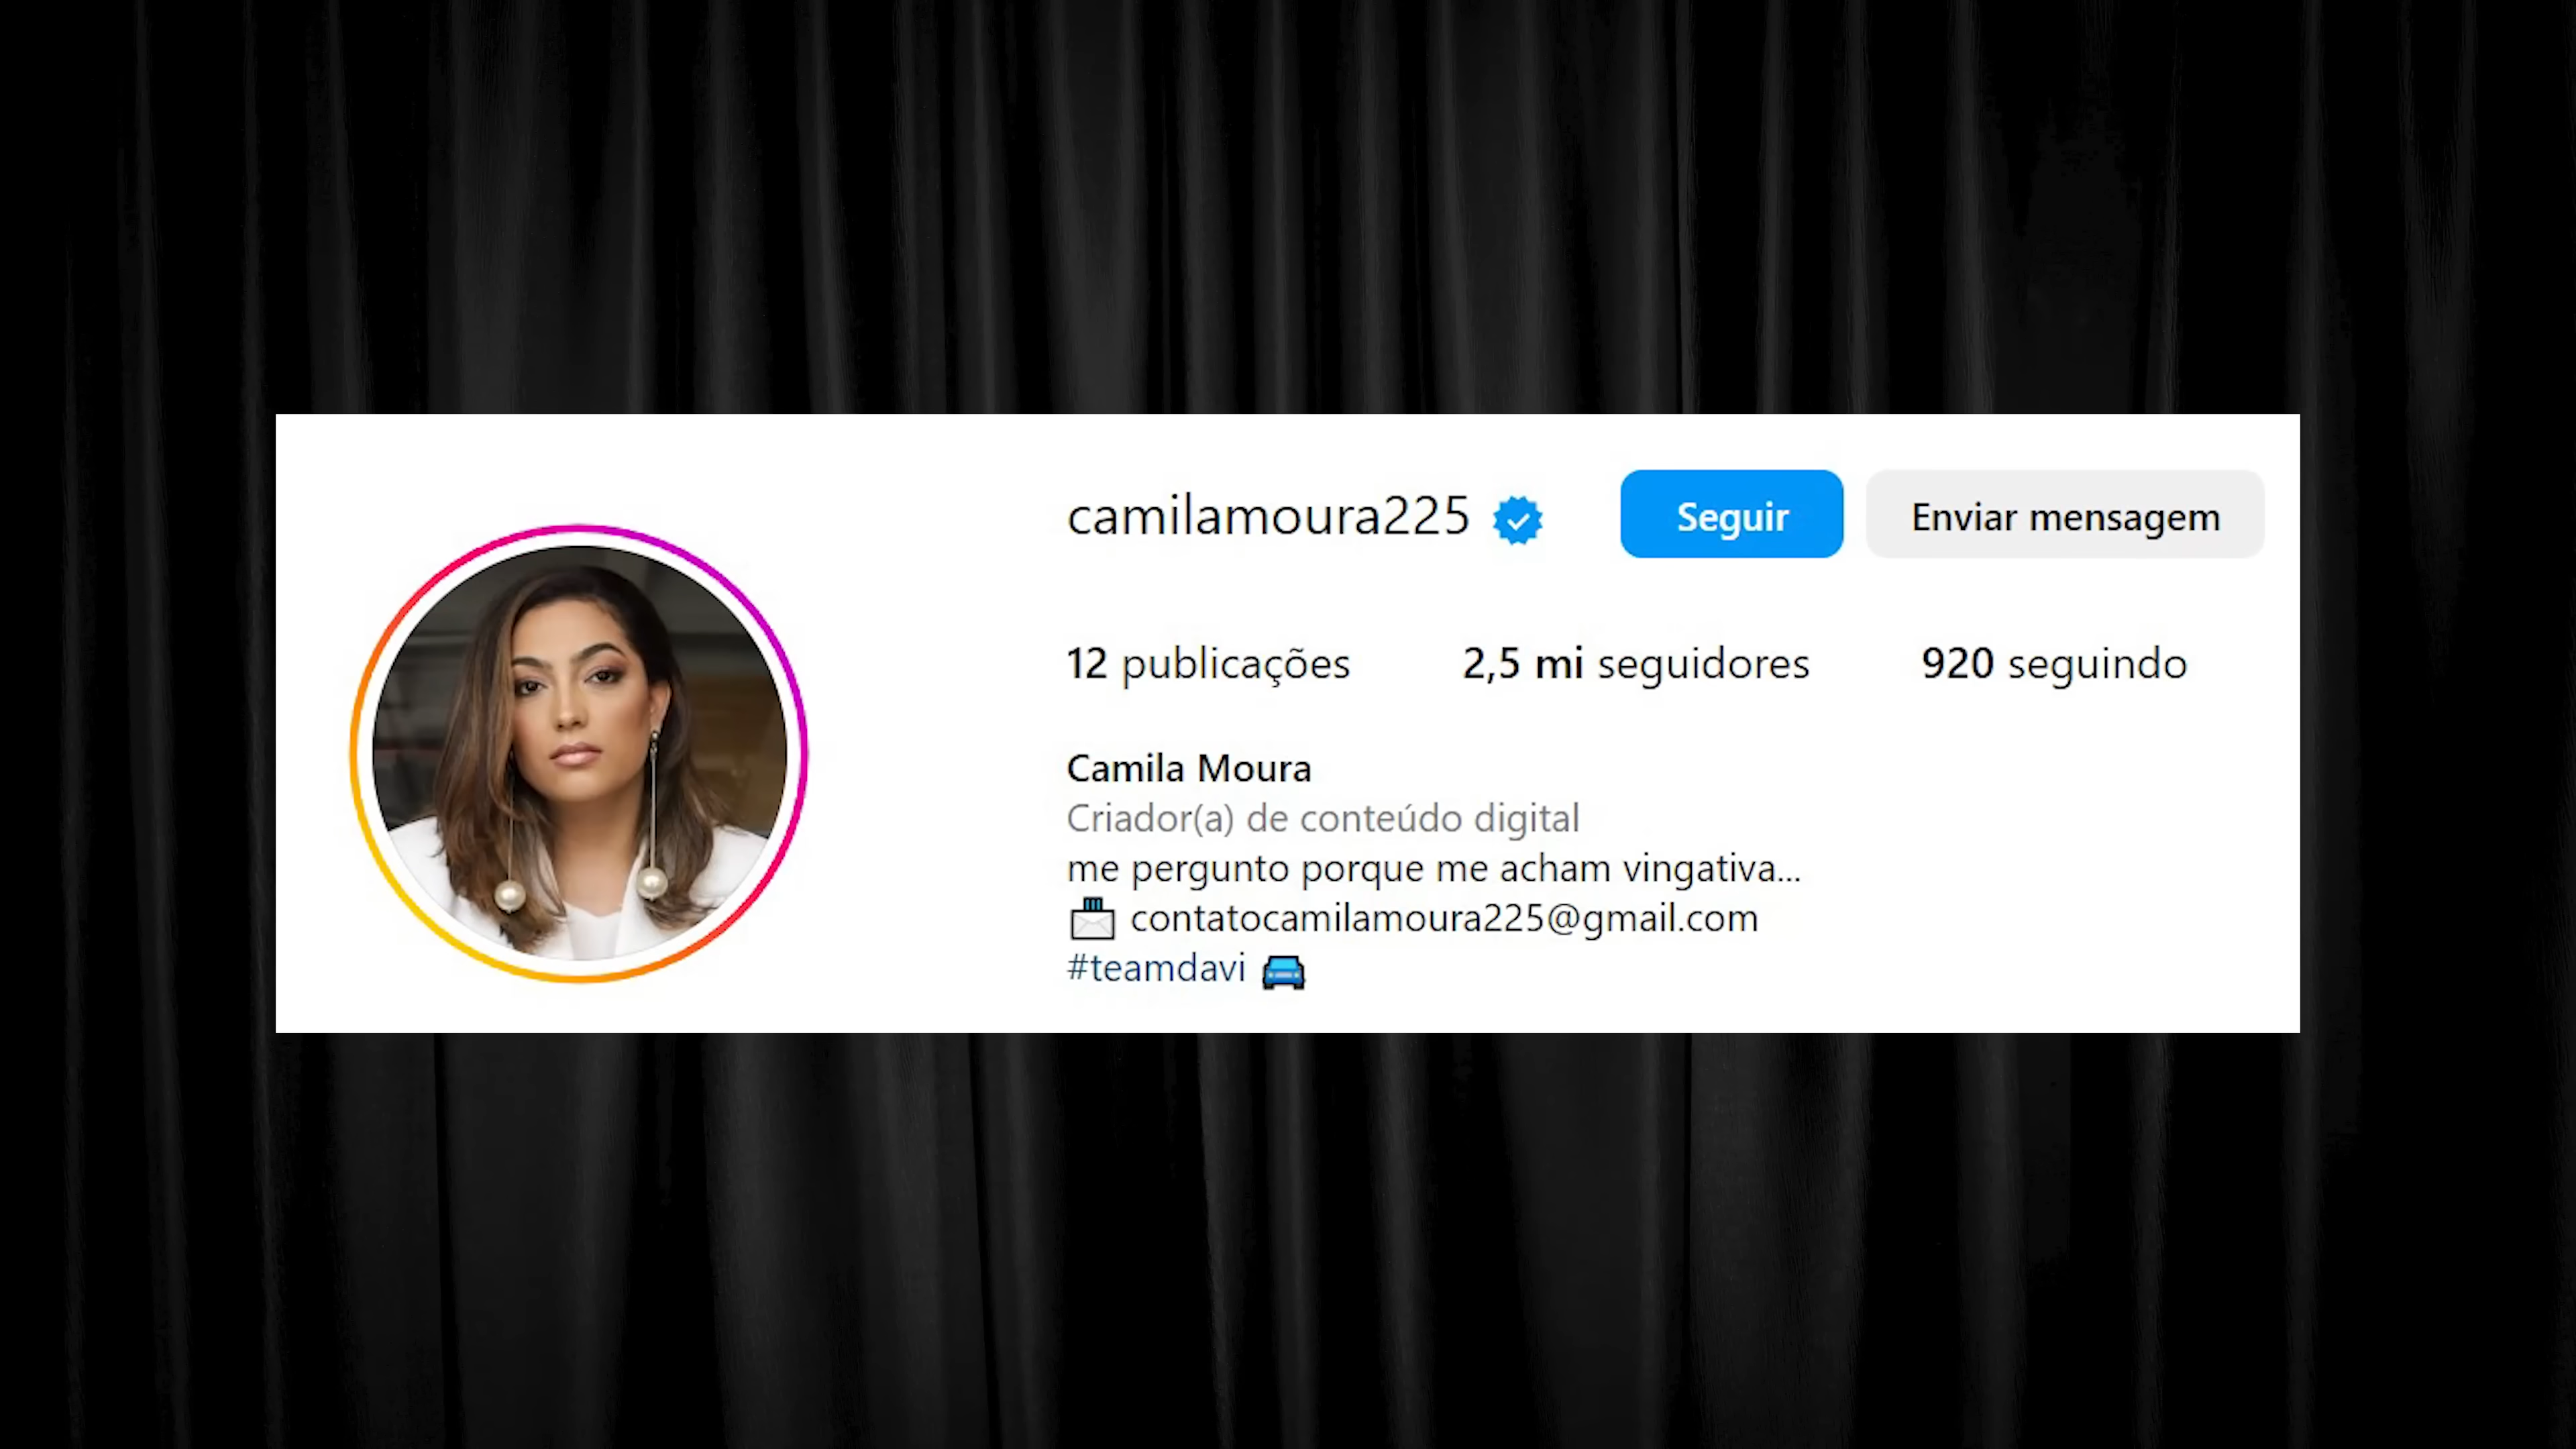 camilamoura225 Seguir Enviar mensagem
12 publicações 2,5 mi seguidores 920 seguindo
Camila Moura
Criador(a) de conteúdo digital
me pergunto porque me acham vingativa...
📩 contatocamilamoura225@gmail.com
#teamdavi 🚘